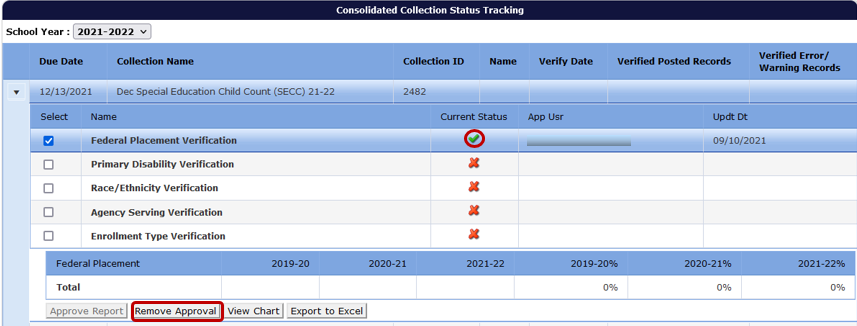 Consolidated Collection Status Tracking
School Year : 2021-2022
Due Date Collection Name Collection ID Name Verify Date Verified Posted Records Verified Error/
Warning Records
12/13/2021 Dec Special Education Child Count (SECC) 21-22 2482
Select Name Current Status App Usr Updt Dt
Federal Placement Verification 09/10/2021
Primary Disability Verification
Race/Ethnicity Verification
Agency Serving Verification
Enrollment Type Verification
Federal Placement 2019-20 2020-21 2021-22 2019-20% 2020-21% 2021-22%
Total 0% 0% 0%
Approve Report Remove Approval View Chart Export to Excel